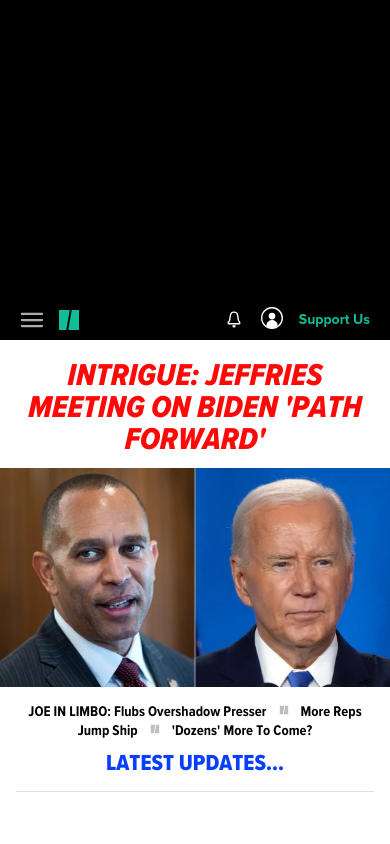 Support Us
INTRIGUE: JEFFRIES
MEETING ON BIDEN 'PATH
FORWARD'
JOE IN LIMBO: Flubs Overshadow Presser More Reps
Jump Ship 'Dozens' More To Come?
LATEST UPDATES...